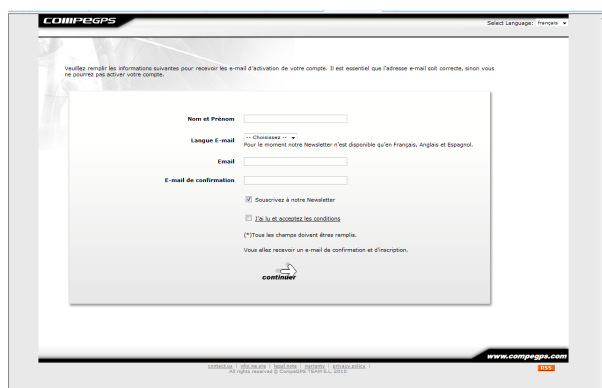 COMPEGPS
Select Language: français
Veuillez remplir les informations suivantes pour recevoir les e-mail d'activation de votre compte. Il est essentiel que l'adresse e-mail soit correcte, sinon vous
ne pourrez pas activer votre compte.
Nom et Prénom
Langue E-mail
-- Choisissez --
Pour le moment notre Newsletter n'est disponible qu'en Français, Anglais et Espagnol.
Email
E-mail de confirmation
Souscrivez à notre Newsletter
J'ai lu et acceptez les conditions
(*)Tous les champs doivent êtres remplis.
Vous allez recevoir un e-mail de confirmation et d'inscription.
continuer
www.compegps.com
contact us | who we are | legal note | warranty | privacy policy |
All rights reserved © CompeGPS TEAM S.L. 2010
RSS